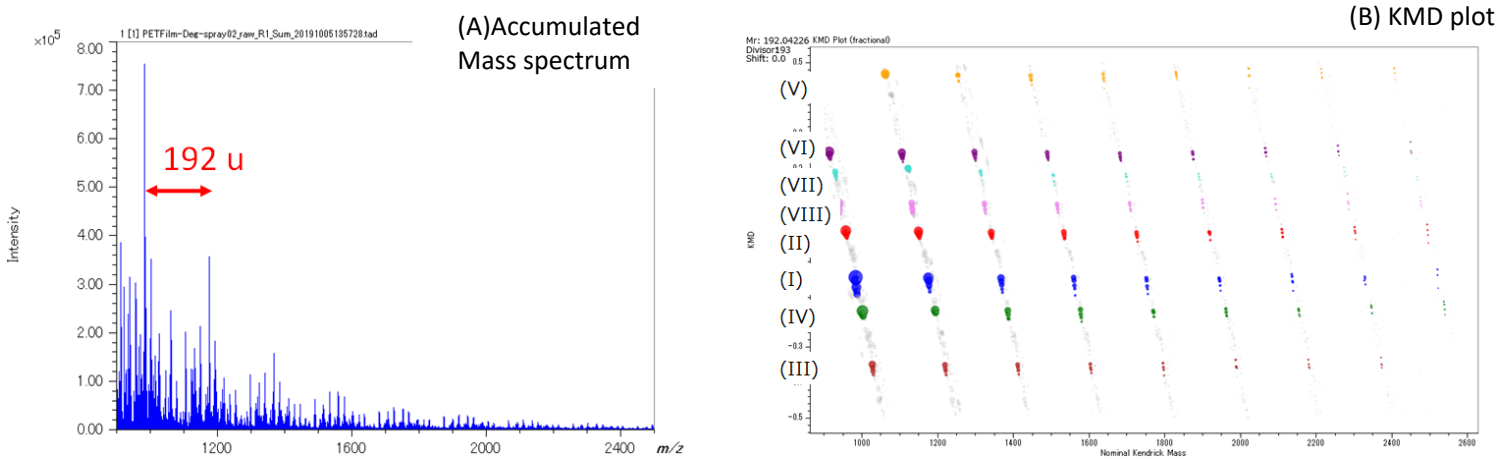 1 [1] PETFilm-Deg-spray02_raw_R1_Sum_20191005135728.tad
(A)Accumulated
Mass spectrum
×10⁵
8.00
7.00
6.00
5.00
4.00
3.00
2.00
1.00
0.00
Intensity
192 u
1200
1600
2000
2400
m/z
(B) KMD plot
Mr: 192.04226 KMD Plot (fractional)
Divisor193
Shift: 0.0
0.5
(V)
(VI)
(VII)
(VIII)
(II)
(I)
(IV)
-0.3
(III)
-0.5
KMD
1000
1200
1400
1600
1800
2000
2200
2400
2600
Nominal Kendrick Mass